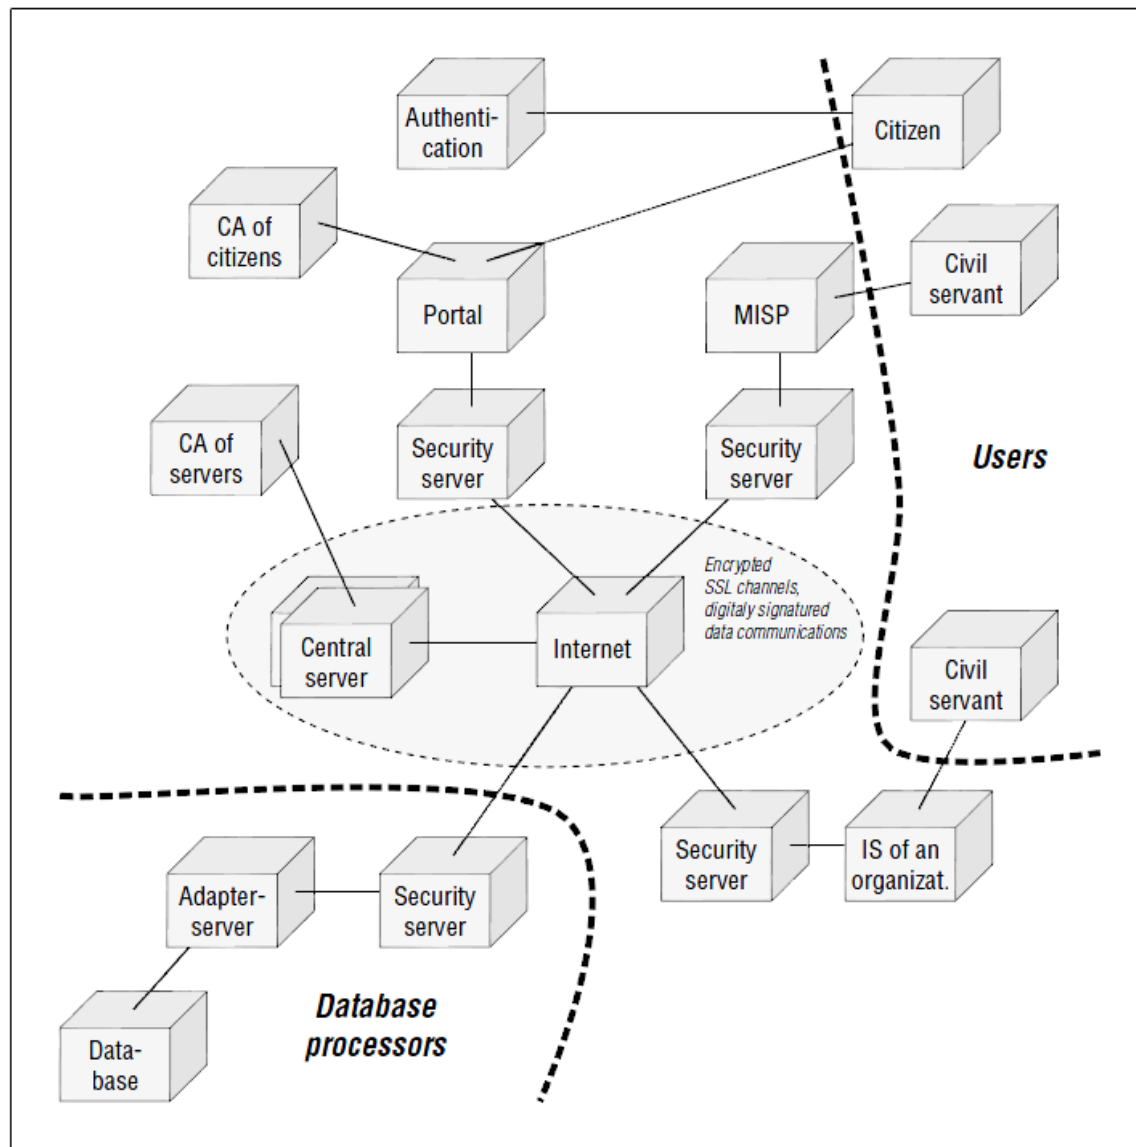 Authenti-
cation
Citizen
CA of
citizens
Portal
MISP
Civil
servant
CA of
servers
Security
server
Security
server
Users
Encrypted
SSL channels,
digitaly signatured
data communications
Central
server
Internet
Civil
servant
Security
server
IS of an
organizat.
Adapter-
server
Security
server
Database
processors
Data-
base